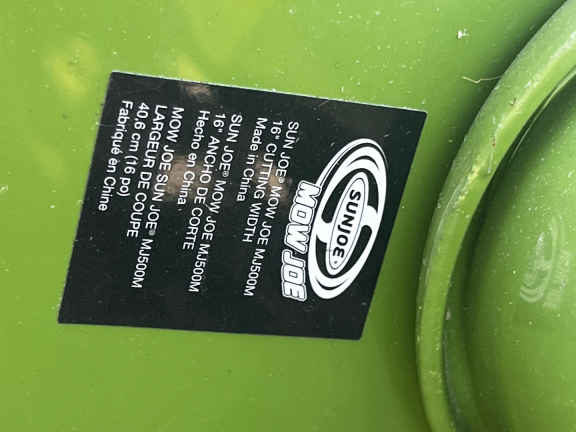 SUNJOE
MOW JOE
SUN JOE® MOW JOE MJ500M
16" CUTTING WIDTH
Made in China
SUN JOE® MOW JOE MJ500M
16" ANCHO DE CORTE
Hecho en China
MOW JOE SUN JOE® MJ500M
LARGEUR DE COUPE
40,6 cm (16 po)
Fabriqué en Chine